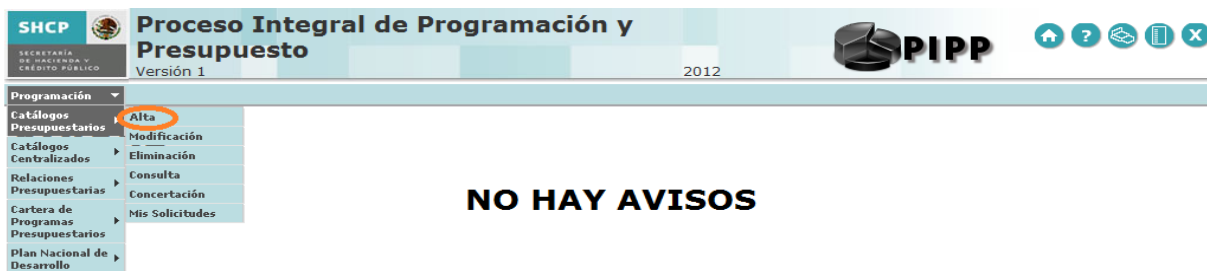 SHCP
SECRETARÍA
DE HACIENDA Y
CRÉDITO PÚBLICO
Proceso Integral de Programación y
Presupuesto
Versión 1
2012
PIPP
?
X
Programación
Catálogos
Presupuestarios
Catálogos
Centralizados
Relaciones
Presupuestarias
Cartera de
Programas
Presupuestarios
Plan Nacional de
Desarrollo
Alta
Modificación
Eliminación
Consulta
Concertación
Mis Solicitudes
NO HAY AVISOS